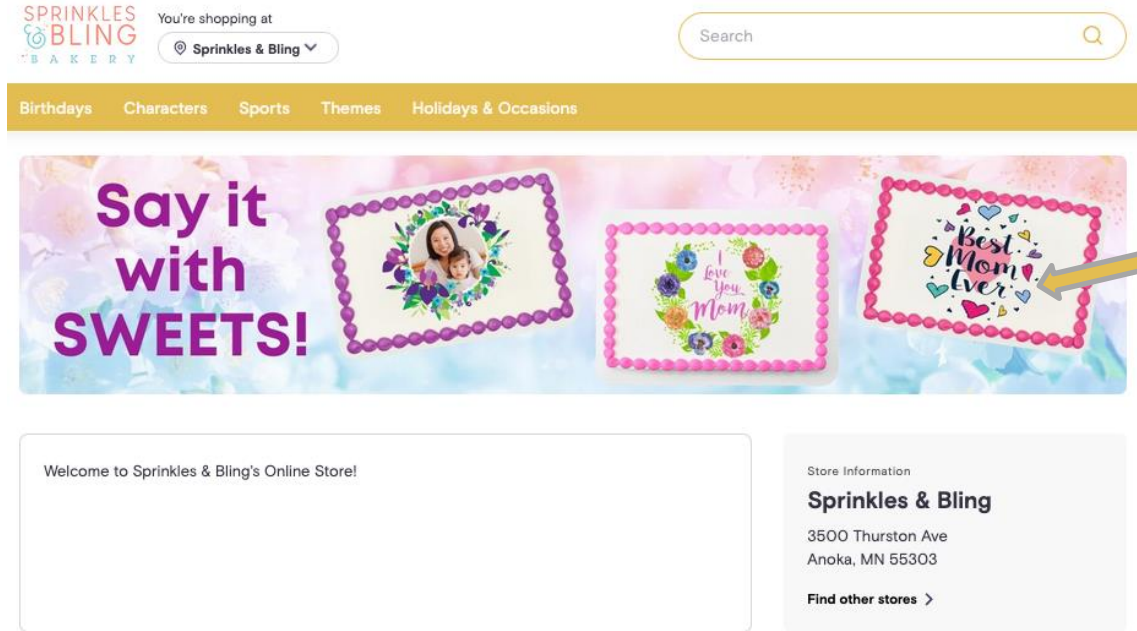 SPRINKLES
& BLING
BAKERY
You're shopping at
Sprinkles & Bling
Search
Birthdays Characters Sports Themes Holidays & Occasions
Say it
with
SWEETS!
I
Love
You
Mom
Best
Mom
Ever
Welcome to Sprinkles & Bling's Online Store!
Store Information
Sprinkles & Bling
3500 Thurston Ave
Anoka, MN 55303
Find other stores